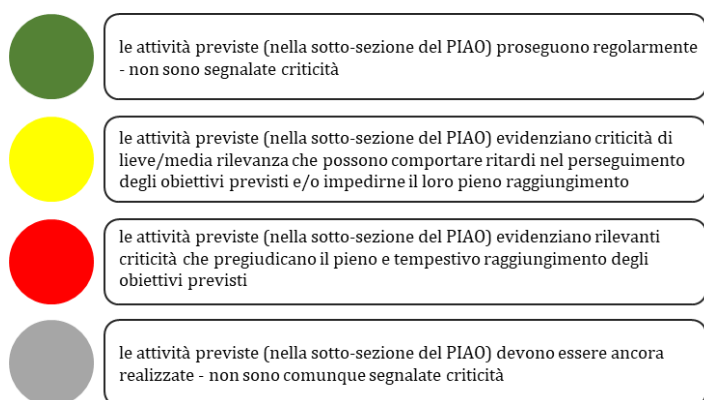 le attività previste (nella sotto-sezione del PIAO) proseguono regolarmente
- non sono segnalate criticità
le attività previste (nella sotto-sezione del PIAO) evidenziano criticità di
lieve/media rilevanza che possono comportare ritardi nel perseguimento
degli obiettivi previsti e/o impedirne il loro pieno raggiungimento
le attività previste (nella sotto-sezione del PIAO) evidenziano rilevanti
criticità che pregiudicano il pieno e tempestivo raggiungimento degli
obiettivi previsti
le attività previste (nella sotto-sezione del PIAO) devono essere ancora
realizzate - non sono comunque segnalate criticità